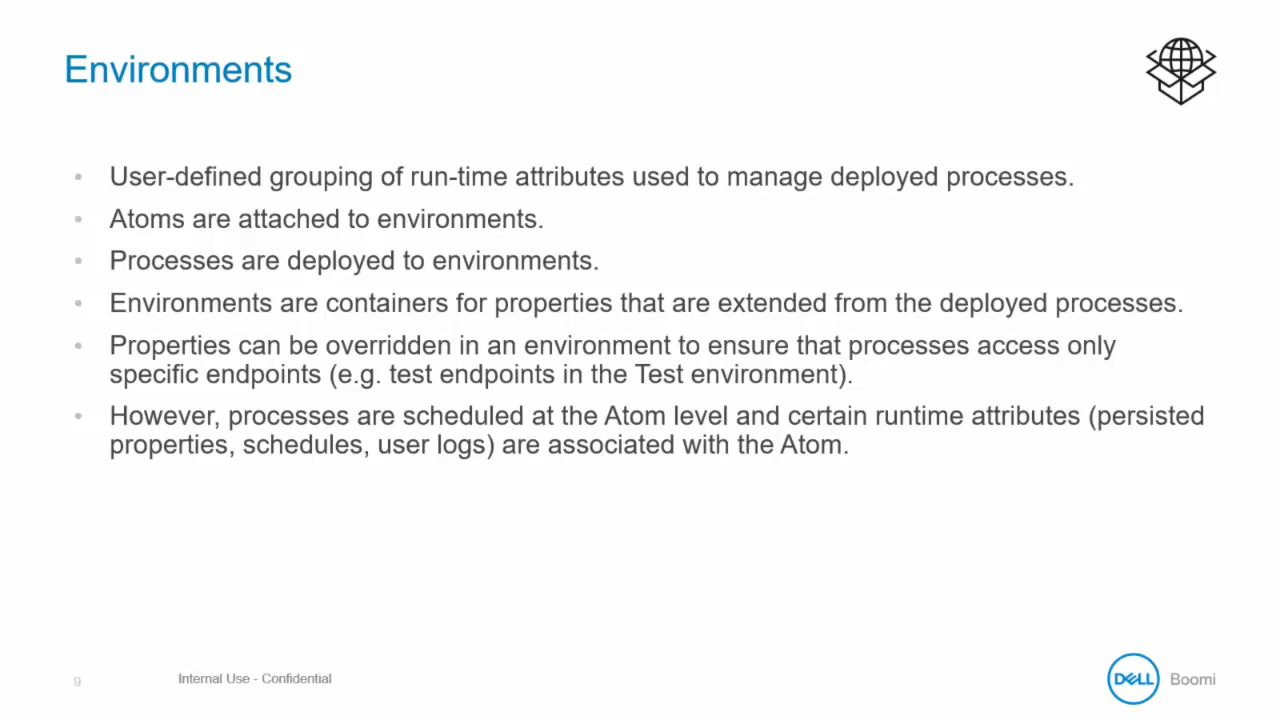 Environments
• User-defined grouping of run-time attributes used to manage deployed processes.
• Atoms are attached to environments.
• Processes are deployed to environments.
• Environments are containers for properties that are extended from the deployed processes.
• Properties can be overridden in an environment to ensure that processes access only
specific endpoints (e.g. test endpoints in the Test environment).
• However, processes are scheduled at the Atom level and certain runtime attributes (persisted
properties, schedules, user logs) are associated with the Atom.
9
Internal Use - Confidential
DELL Boomi